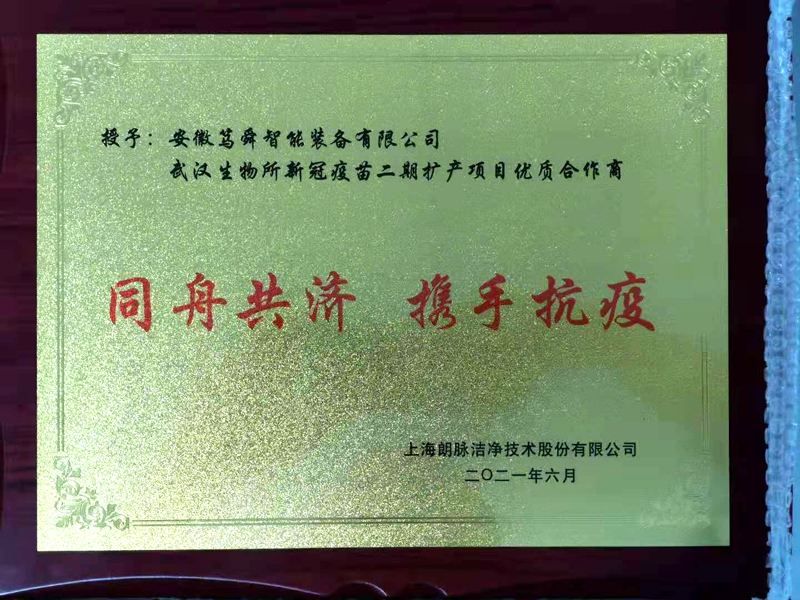 授予：安徽笃舜智能装备有限公司
武汉生物所新冠疫苗二期扩产项目优质合作商
同舟共济 携手抗疫
上海朗脉洁净技术股份有限公司
二〇二一年六月